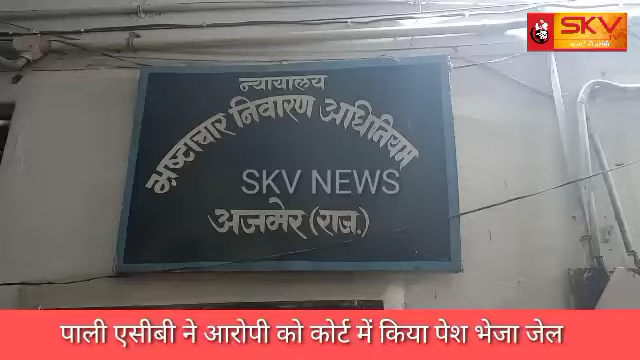 SKV
न्यायालय
भ्रष्टाचार निवारण अधिनियम
SKV NEWS
अजमेर (राज.)
पाली एसीबी ने आरोपी को कोर्ट में किया पेश भेजा जेल